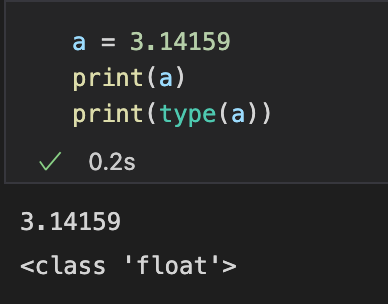 a = 3.14159
print(a)
print(type(a))
0.2s
3.14159
<class 'float'>